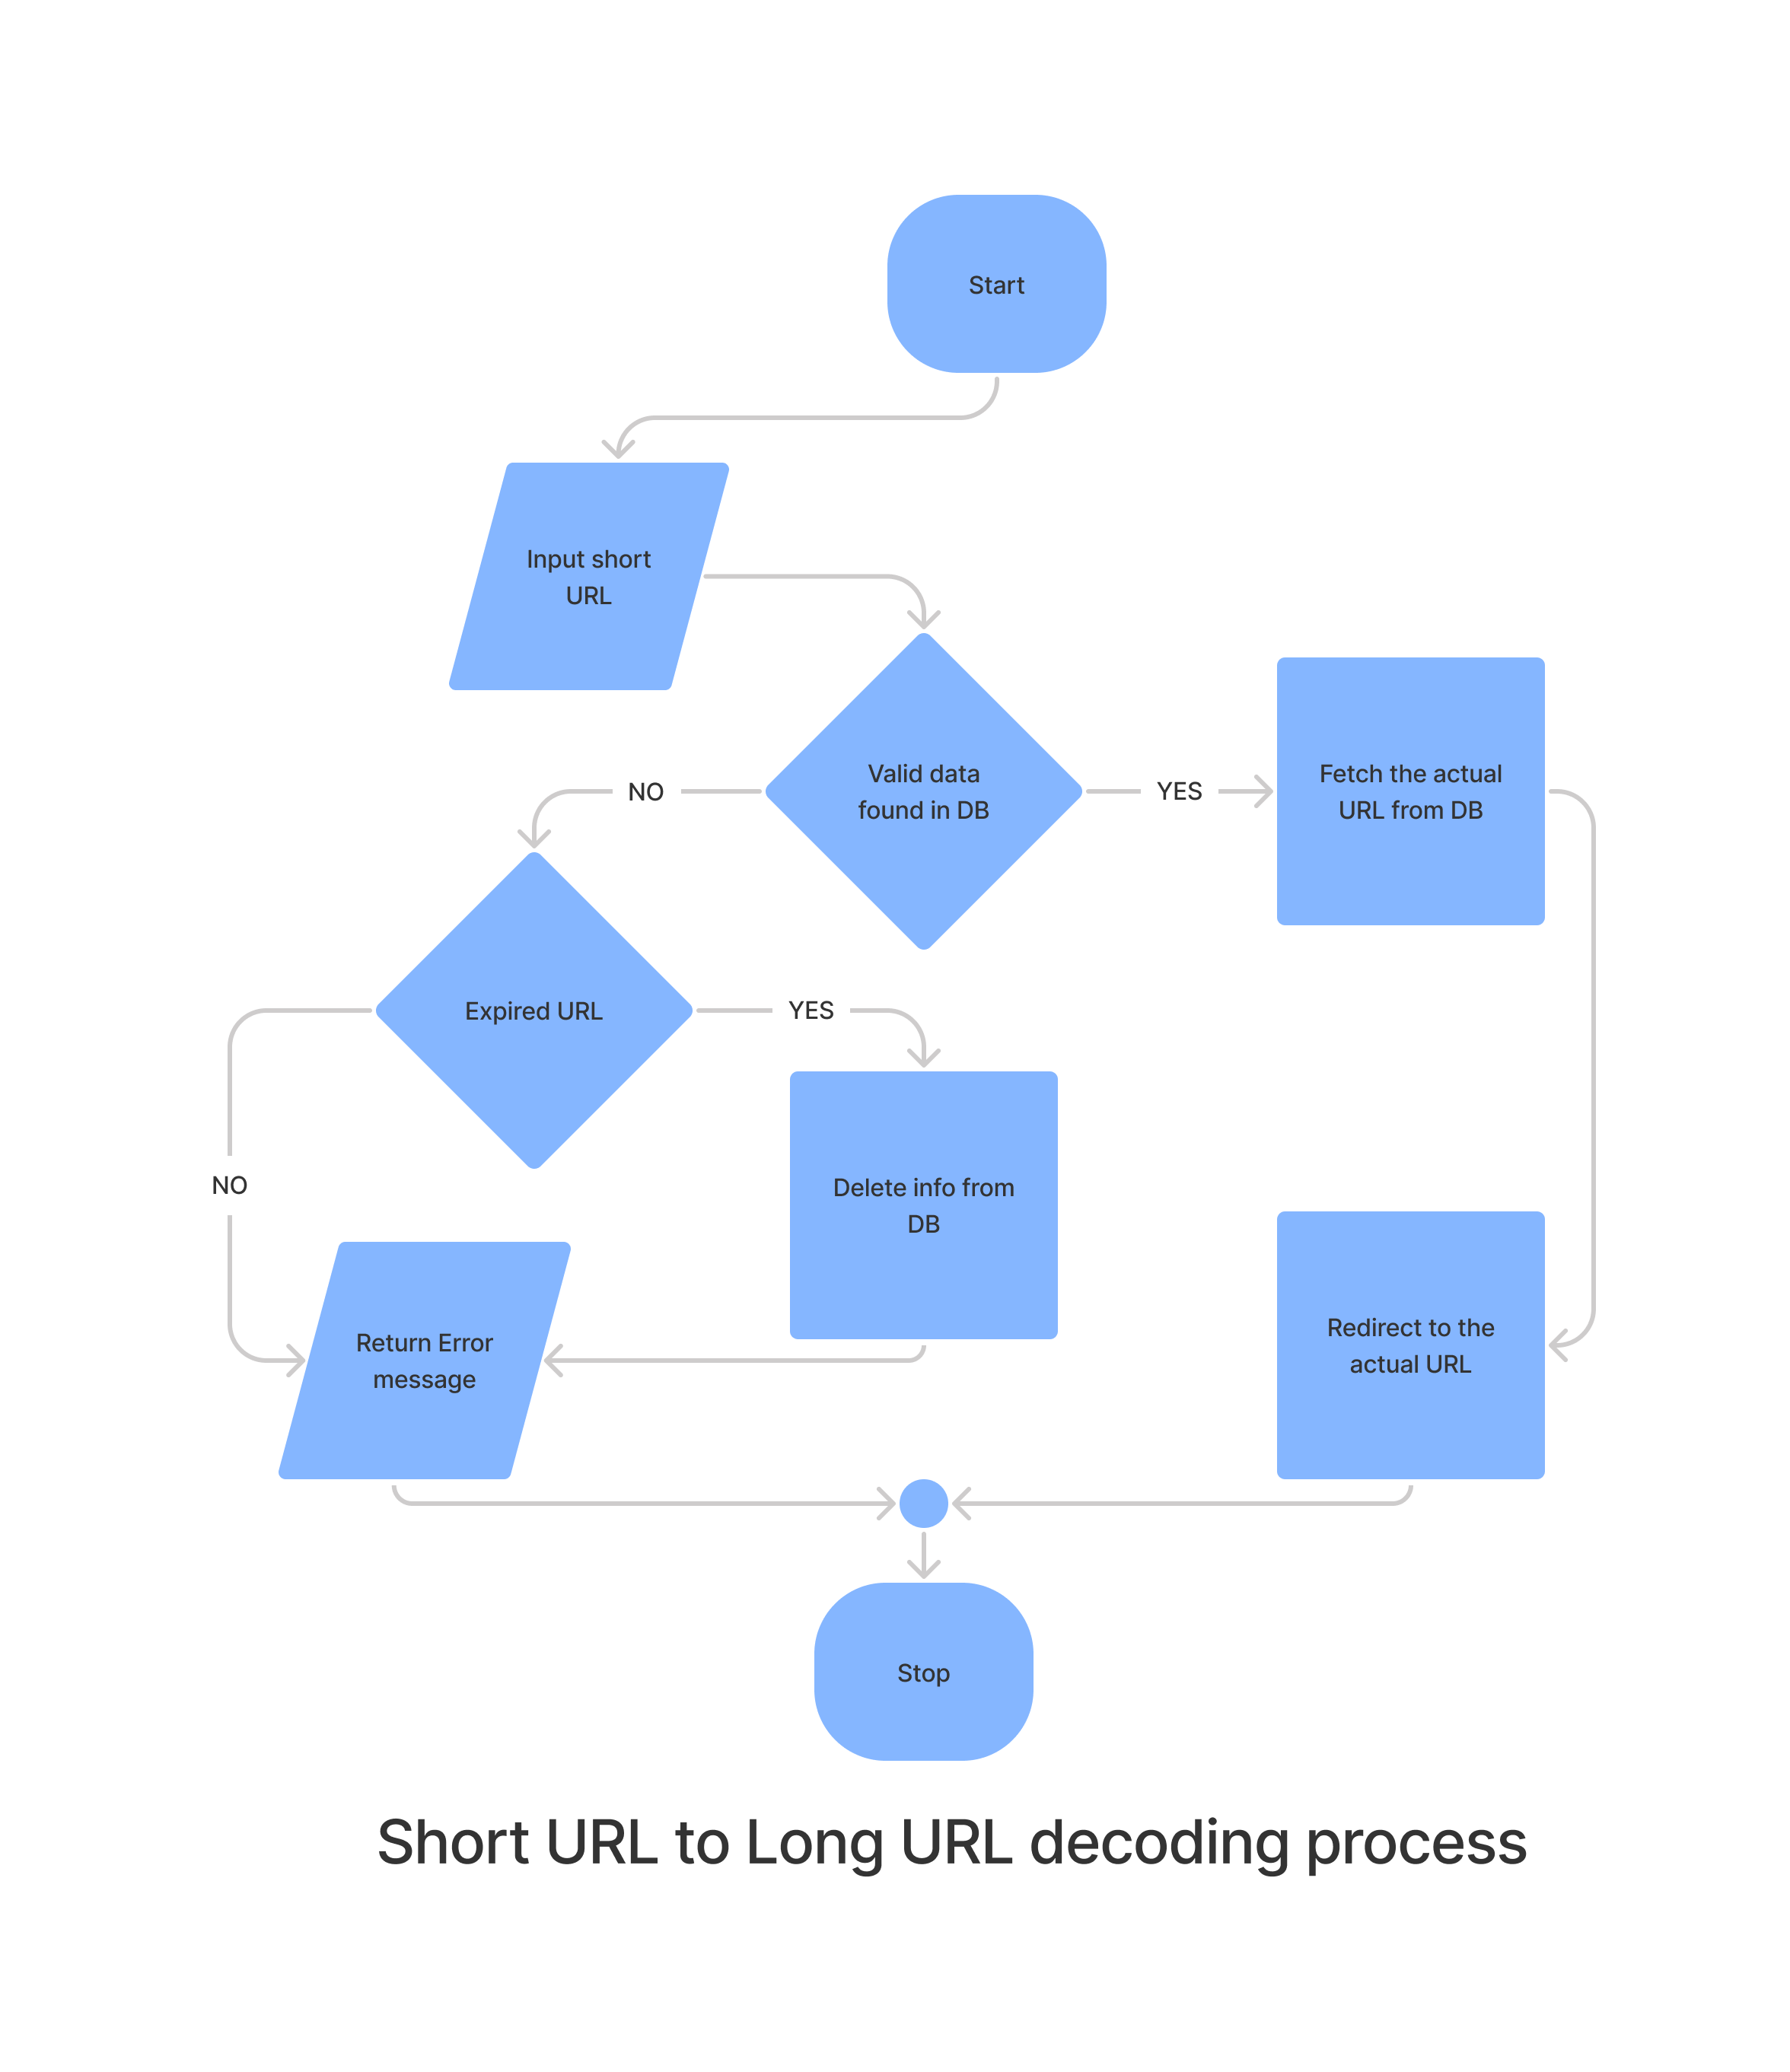 Start
Input short
URL
Valid data
found in DB
NO
YES
Fetch the actual
URL from DB
Expired URL
YES
NO
Delete info from
DB
Return Error
message
Redirect to the
actual URL
Stop
Short URL to Long URL decoding process